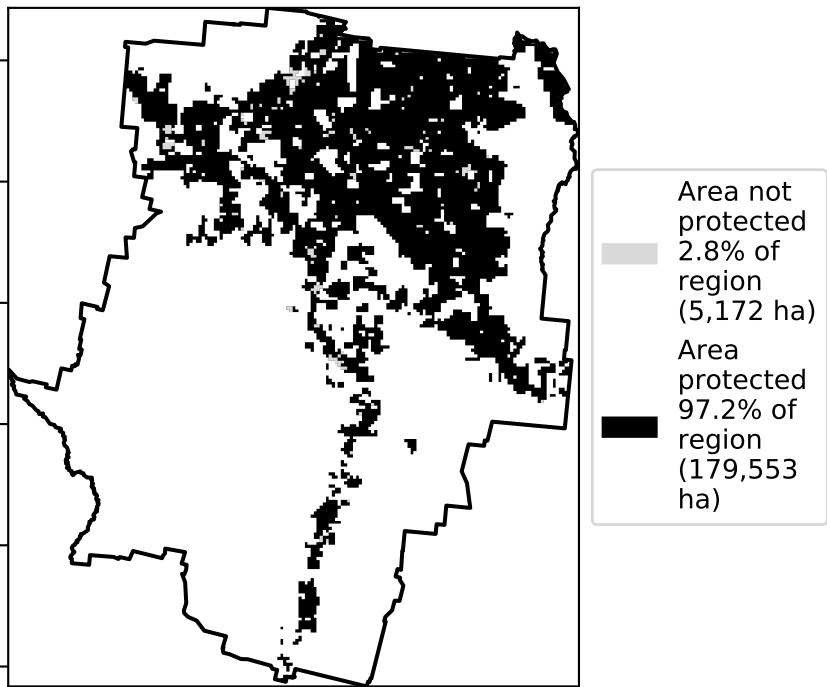 Area not
protected
2.8% of
region
(5,172 ha)
Area
protected
97.2% of
region
(179,553
ha)